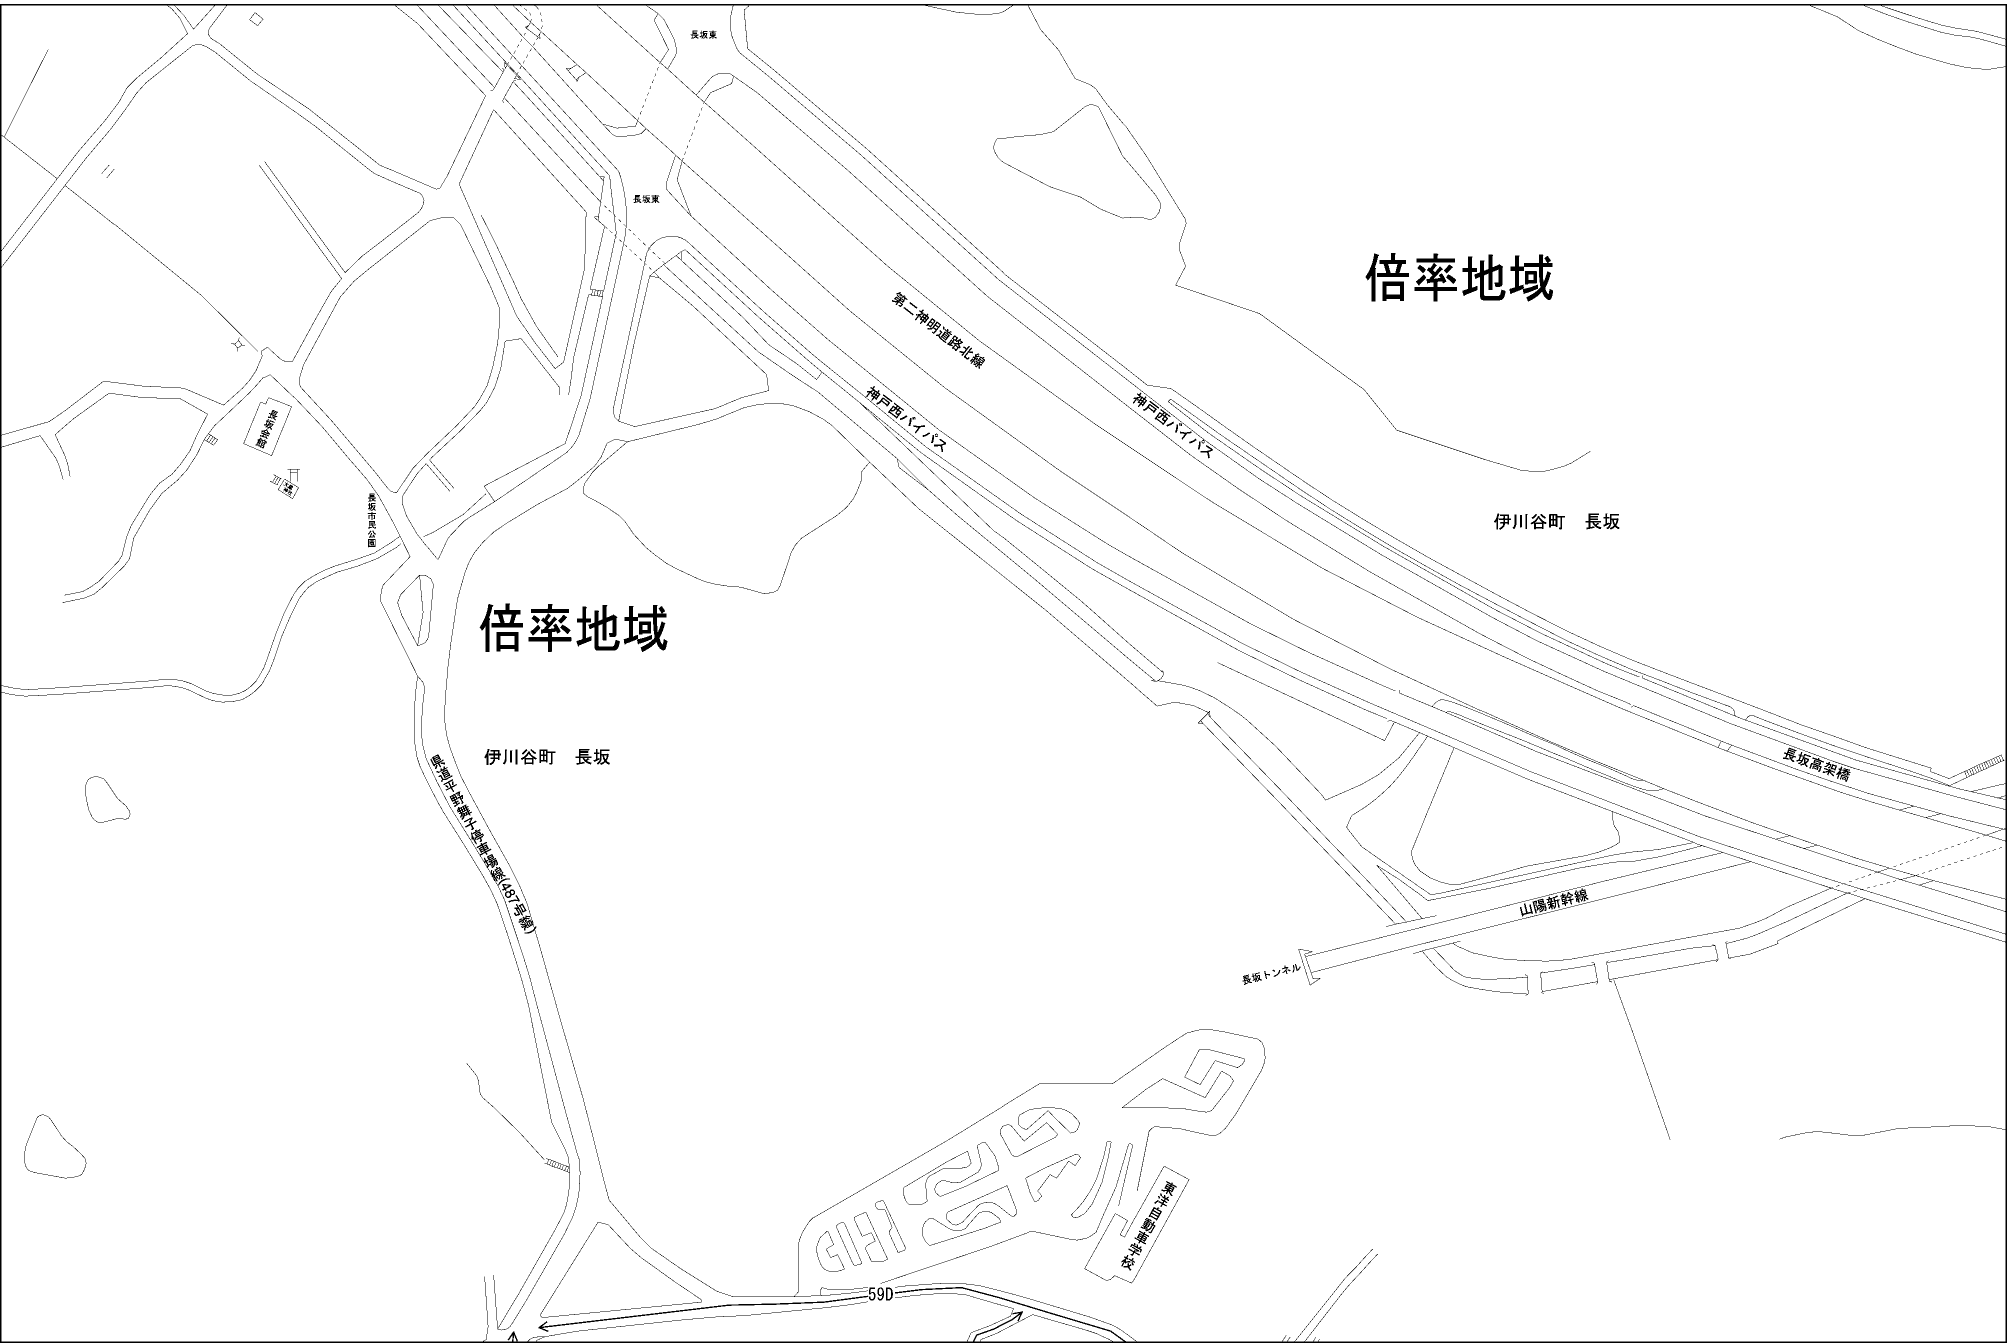 長坂東
長坂東
倍率地域
第二神明道路北線
神戸西バイパス
神戸西バイパス
長坂会館
長坂市民公園
伊川谷町　長坂
倍率地域
伊川谷町　長坂
県道平野舞子停車場線(487号線)
長坂高架橋
山陽新幹線
長坂トンネル
東洋自動車学校
59D